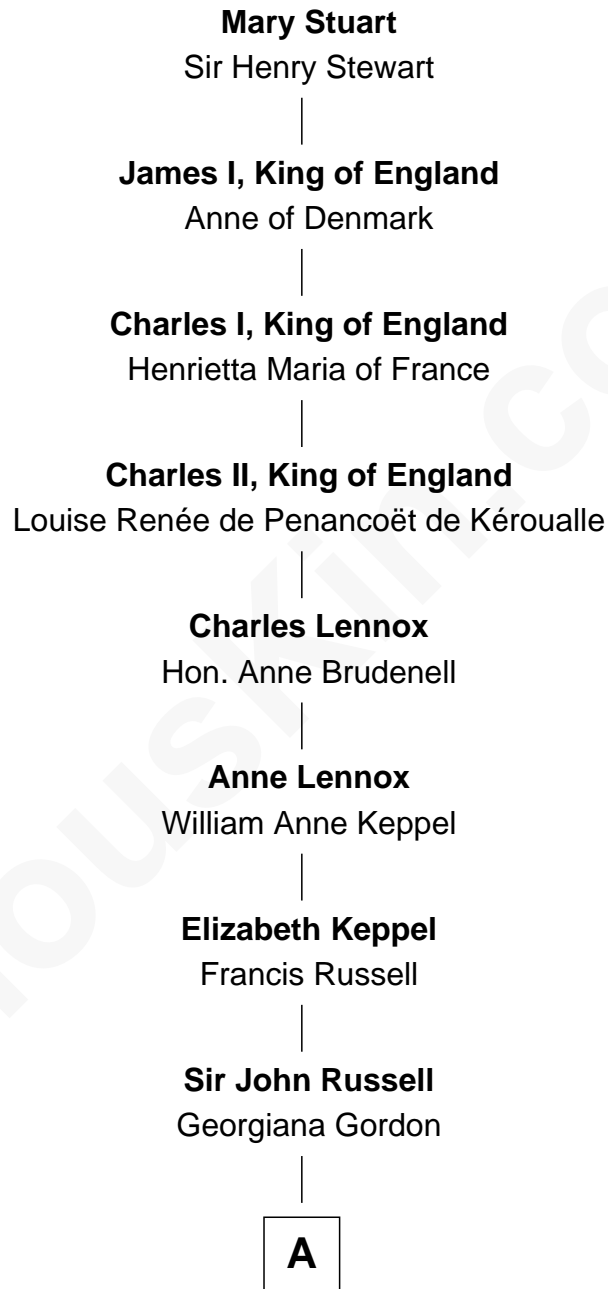 Mary Stuart
Sir Henry Stewart
James I, King of England
Anne of Denmark
Charles I, King of England
Henrietta Maria of France
Charles II, King of England
Louise Renée de Penancoët de Kéroualle
Charles Lennox
Hon. Anne Brudenell
Anne Lennox
William Anne Keppel
Elizabeth Keppel
Francis Russell
Sir John Russell
Georgiana Gordon
A